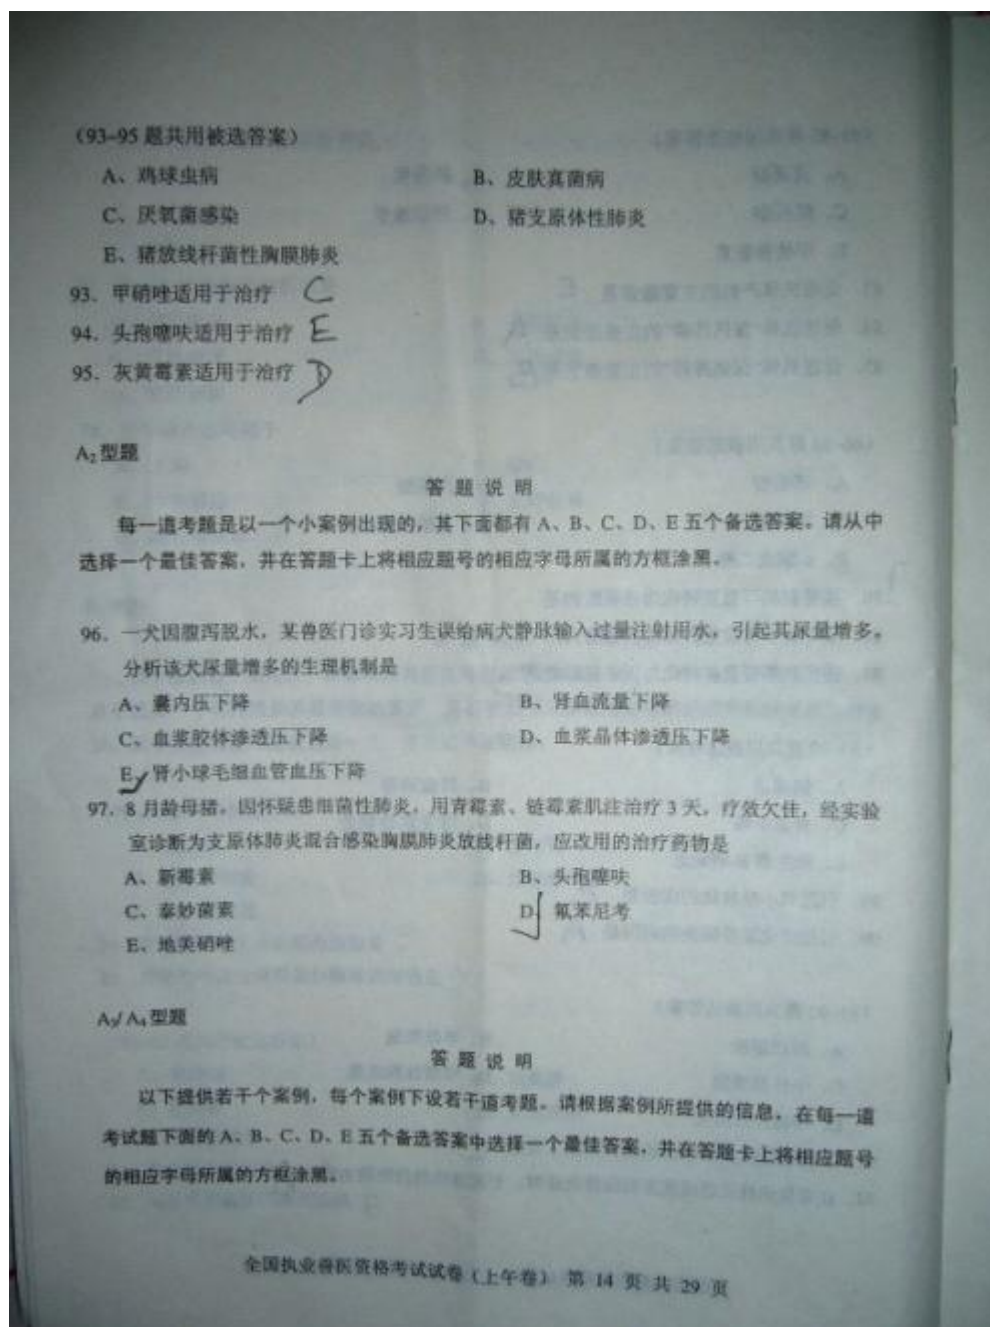 （93-95 题共用被选答案）
A、鸡球虫病 B、皮肤真菌病
C、厌氧菌感染 D、猪支原体性肺炎
E、猪放线杆菌性胸膜肺炎
93．甲硝唑适用于治疗 C
94．头孢噻呋适用于治疗 E
95．灰黄霉素适用于治疗 D
A₂型题
答 题 说 明
每一道考题是以一个小案例出现的，其下面都有 A、B、C、D、E 五个备选答案。请从中
选择一个最佳答案，并在答题卡上将相应题号的相应字母所属的方框涂黑。
96．一犬因腹泻脱水，某兽医门诊实习生误给病犬静脉输入过量注射用水，引起其尿量增多。
分析该犬尿量增多的生理机制是
A、囊内压下降 B、肾血流量下降
C、血浆胶体渗透压下降 D、血浆晶体渗透压下降
E、肾小球毛细血管血压下降
97．8 月龄母猪，因怀疑患细菌性肺炎，用青霉素、链霉素肌注治疗 3 天，疗效欠佳，经实验
室诊断为支原体肺炎混合感染胸膜肺炎放线杆菌，应改用的治疗药物是
A、新霉素 B、头孢噻呋
C、泰妙菌素 D、氟苯尼考
E、地美硝唑
A₃/A₄型题
答 题 说 明
以下提供若干个案例，每个案例下设若干道考题。请根据案例所提供的信息，在每一道
考试题下面的 A、B、C、D、E 五个备选答案中选择一个最佳答案，并在答题卡上将相应题号
的相应字母所属的方框涂黑。
全国执业兽医资格考试试卷（上午卷） 第 14 页 共 29 页